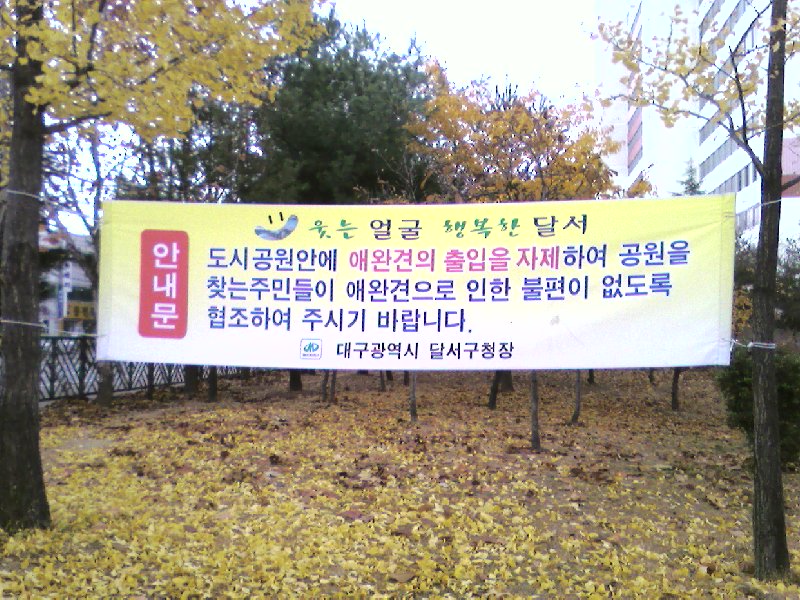 웃는 얼굴 행복한 달서
안내문
도시공원안에 애완견의 출입을 자제하여 공원을
찾는주민들이 애완견으로 인한 불편이 없도록
협조하여 주시기 바랍니다.
대구광역시 달서구청장